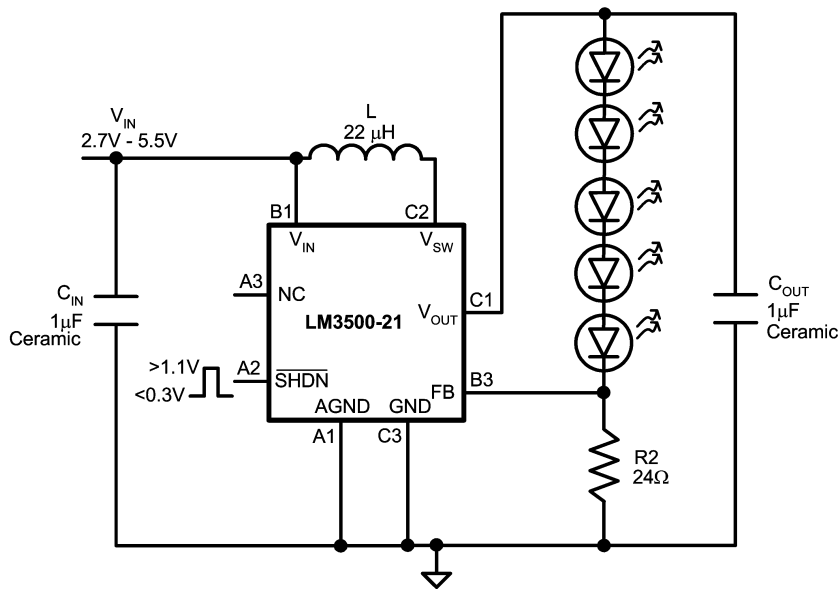 V_IN
2.7V - 5.5V
L
22 µH
B1
C2
V_IN
V_SW
A3
NC
C_IN
1µF
Ceramic
LM3500-21
V_OUT
C1
C_OUT
1µF
Ceramic
>1.1V
<0.3V
A2
SHDN
FB
B3
AGND
GND
A1
C3
R2
24Ω